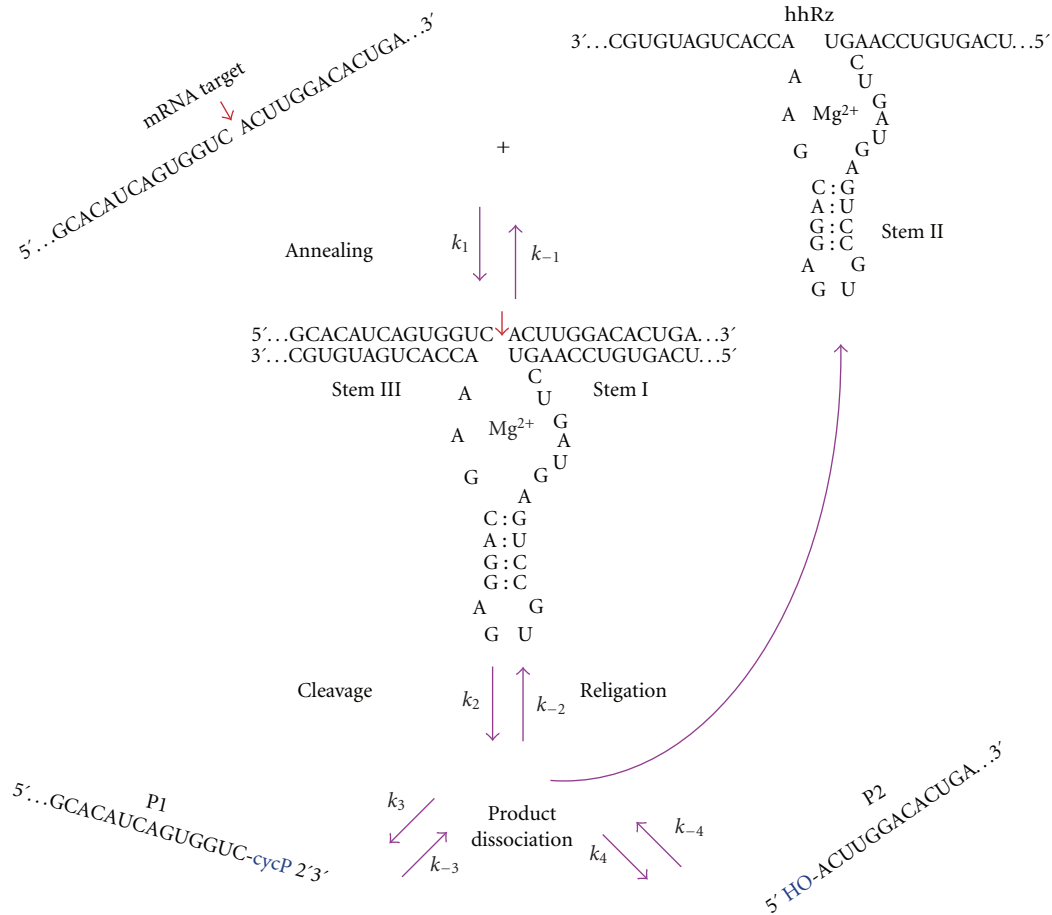 mRNA target
5′…GCACAUCAGUGGUC ACUUGGACACUGA…3′
+
hhRz
3′…CGUGUAGUCACCA UGAACCUGUGACU…5′
C
A U
G
A Mg2+ A
U
G G
A
C : G
A : U
G : C
G : C
A G
G U
Stem II
Annealing
k1 k−1
5′…GCACAUCAGUGGUC ACUUGGACACUGA…3′
3′…CGUGUAGUCACCA UGAACCUGUGACU…5′
Stem III Stem I
C
A U
G
A Mg2+ A
U
G G
A
C : G
A : U
G : C
G : C
A G
G U
Cleavage k2 k−2 Religation
P1
5′…GCACAUCAGUGGUC-cycP 2′3′
k3
k−3
Product
dissociation
k4
k−4
P2
5′ HO-ACUUGGACACUGA…3′